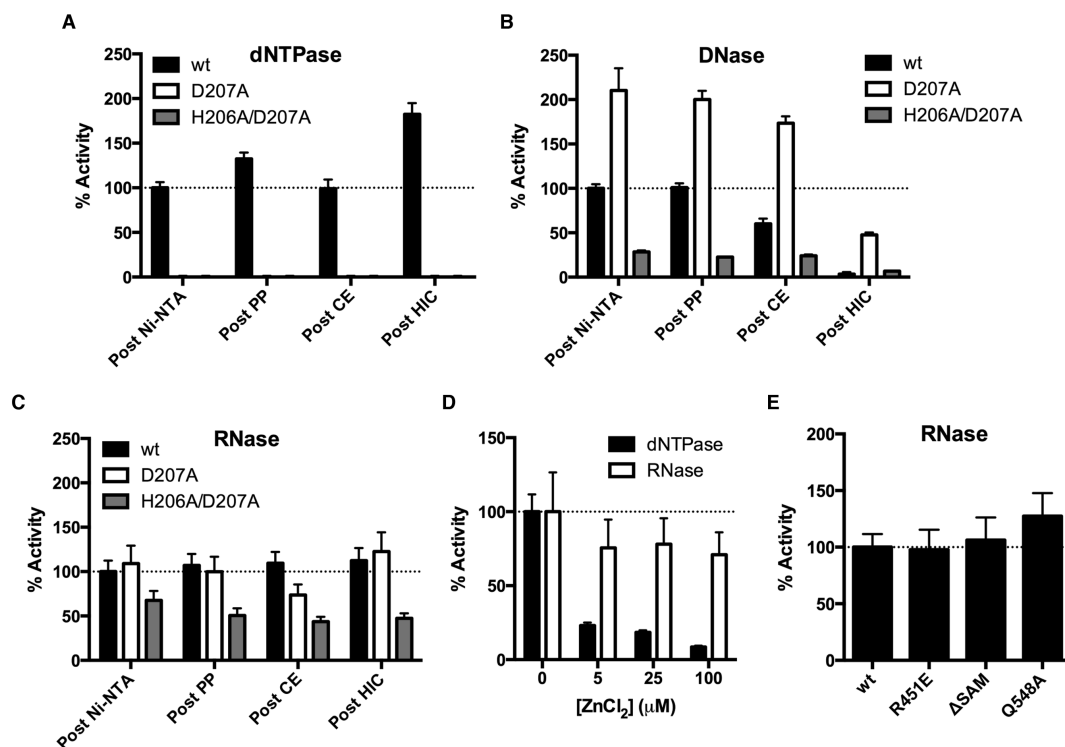 A
dNTPase
wt
D207A
H206A/D207A
% Activity
250
200
150
100
50
0
Post Ni-NTA
Post PP
Post CE
Post HIC
B
DNase
wt
D207A
H206A/D207A
% Activity
250
200
150
100
50
0
Post Ni-NTA
Post PP
Post CE
Post HIC
C
RNase
wt
D207A
H206A/D207A
% Activity
250
200
150
100
50
0
Post Ni-NTA
Post PP
Post CE
Post HIC
D
dNTPase
RNase
% Activity
150
100
50
0
0 5 25 100
[ZnCl₂] (μM)
E
RNase
% Activity
200
150
100
50
0
wt
R451E
ΔSAM
Q548A